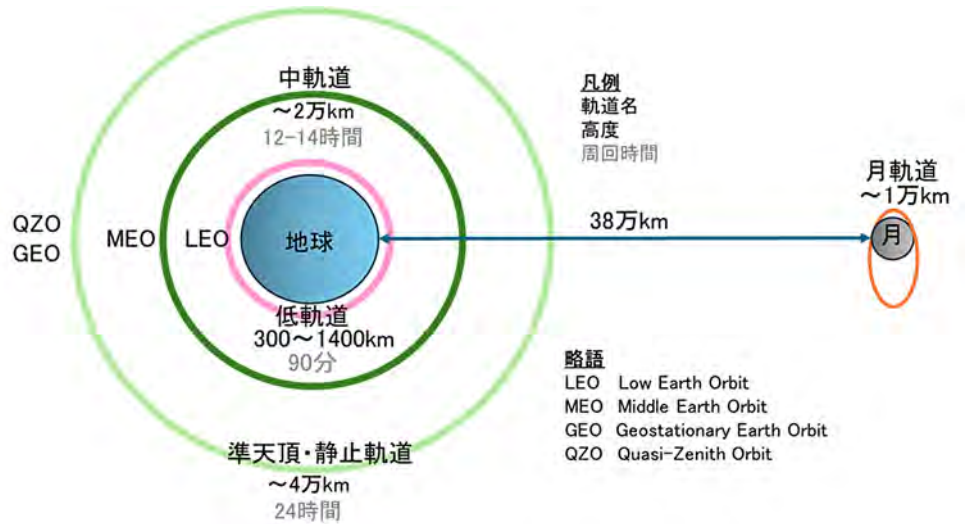 中軌道
～2万km
12-14時間
凡例
軌道名
高度
周回時間
月軌道
～1万km
QZO
GEO
MEO
LEO
地球
38万km
月
低軌道
300～1400km
90分
略語
LEO Low Earth Orbit
MEO Middle Earth Orbit
GEO Geostationary Earth Orbit
QZO Quasi-Zenith Orbit
準天頂・静止軌道
～4万km
24時間